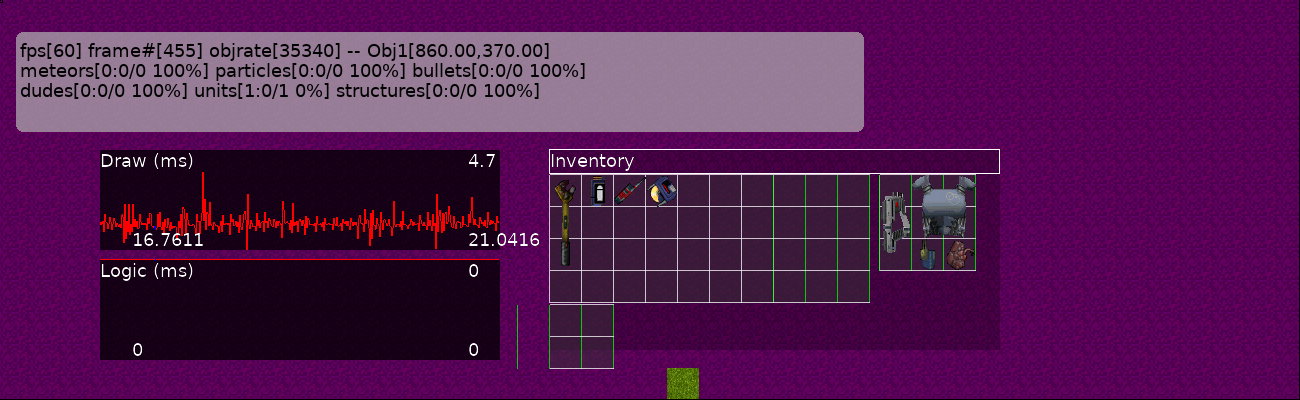 fps[60] frame#[455] objrate[35340] -- Obj1[860.00,370.00]
meteors[0:0/0 100%] particles[0:0/0 100%] bullets[0:0/0 100%]
dudes[0:0/0 100%] units[1:0/1 0%] structures[0:0/0 100%]
Draw (ms) 4.7
16.7611 21.0416
Logic (ms) 0
0 0
Inventory